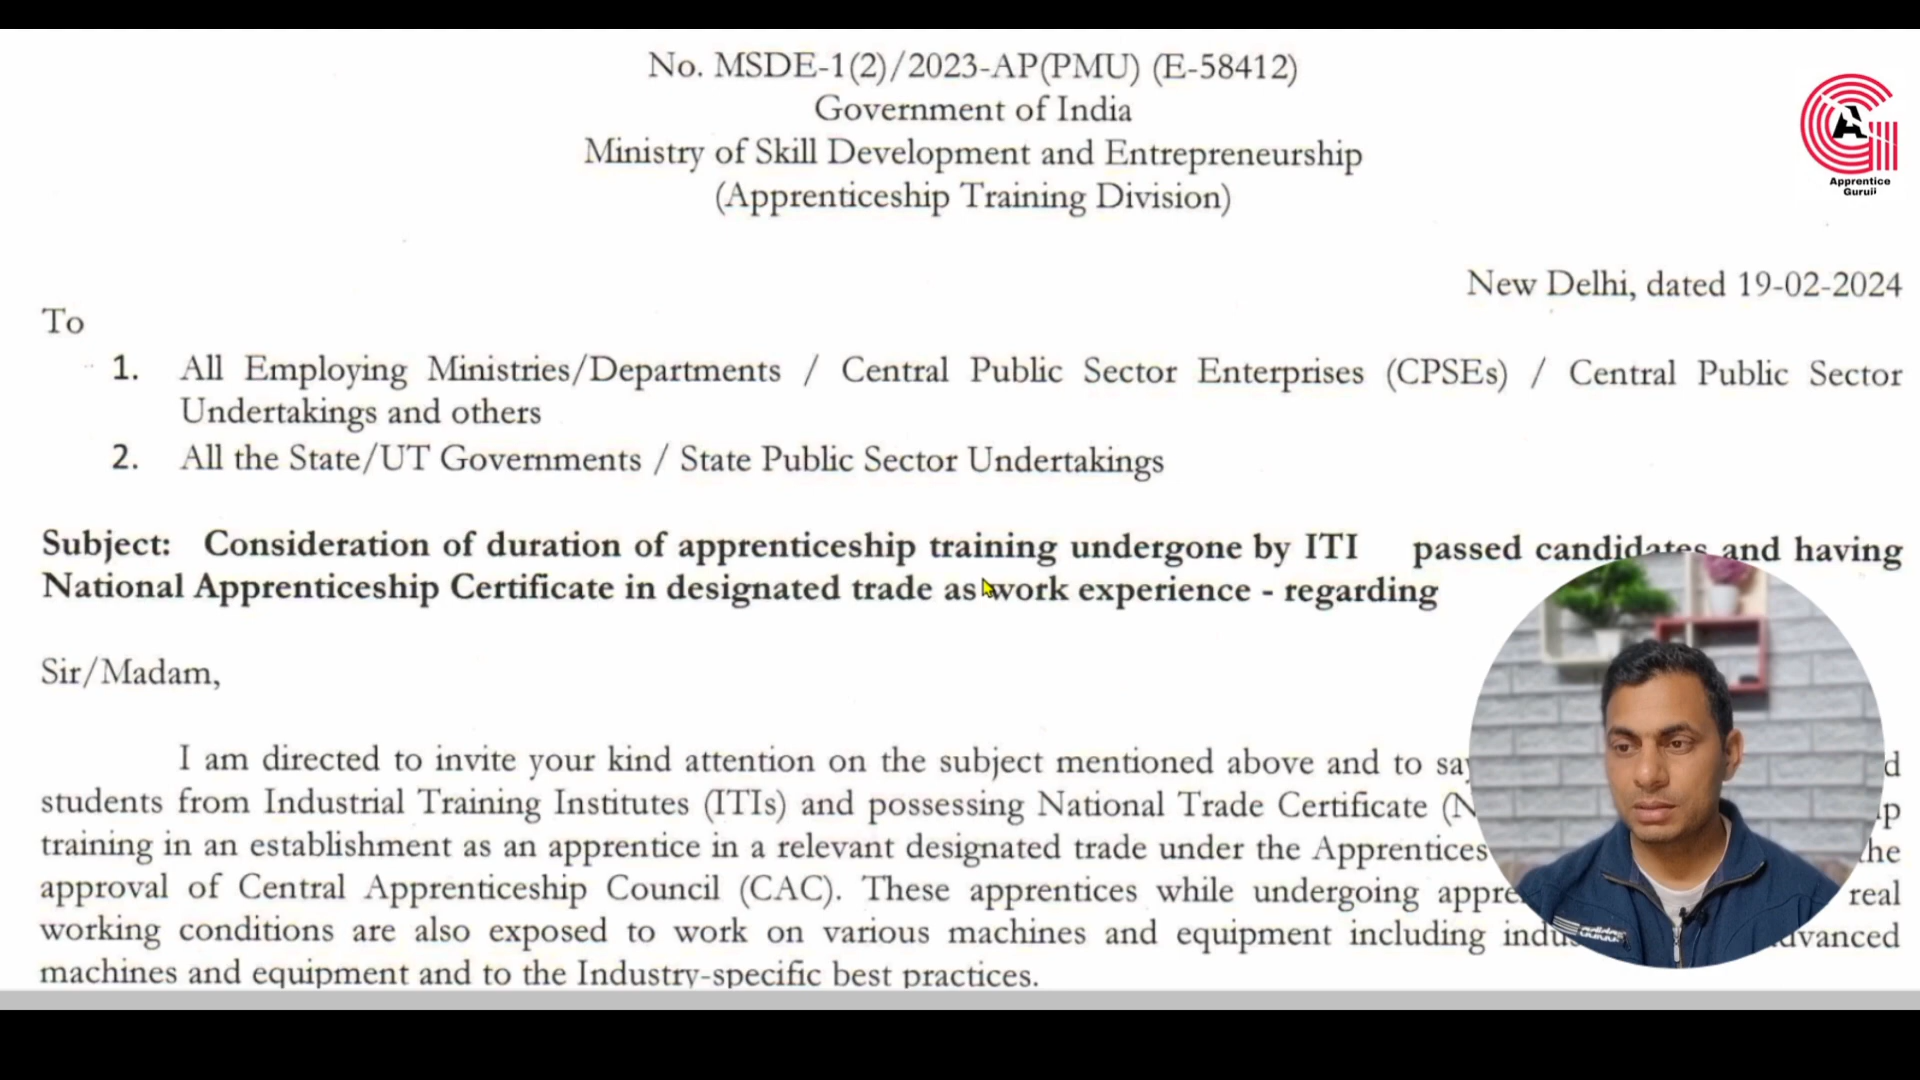 No. MSDE-1(2)/2023-AP(PMU) (E-58412)
Government of India
Ministry of Skill Development and Entrepreneurship
(Apprenticeship Training Division)
A
Apprentice
Guruji
New Delhi, dated 19-02-2024
To
1. All Employing Ministries/Departments / Central Public Sector Enterprises (CPSEs) / Central Public Sector
Undertakings and others
2. All the State/UT Governments / State Public Sector Undertakings
Subject: Consideration of duration of apprenticeship training undergone by ITI passed candidates and having
National Apprenticeship Certificate in designated trade as work experience - regarding
Sir/Madam,
I am directed to invite your kind attention on the subject mentioned above and to
students from Industrial Training Institutes (ITIs) and possessing National Trade Certificate
training in an establishment as an apprentice in a relevant designated trade under the
approval of Central Apprenticeship Council (CAC). These apprentices while undergoing real
working conditions are also exposed to work on various machines and equipment including
machines and equipment and to the Industry-specific best practices.